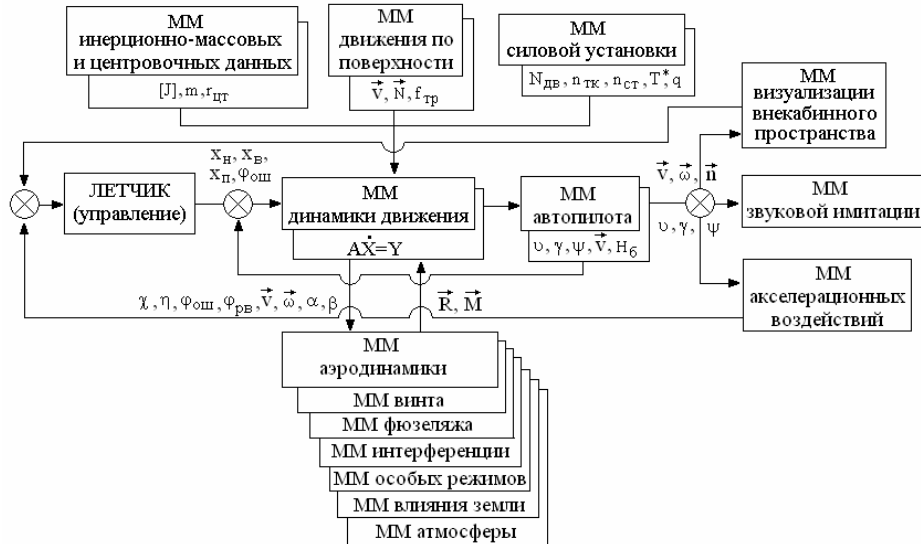 ММ
инерционно-массовых
и центровочных данных
[J], m, r_цт
ММ
движения по
поверхности
V⃗, N⃗, f_тр
ММ
силовой установки
N_дв, n_тк, n_ст, T*, q
ММ
визуализации
внекабинного
пространства
x_н, x_в,
x_п, φ_ош
ЛЕТЧИК
(управление)
ММ
динамики движения
AẊ=Y
ММ
автопилота
υ, γ, ψ, V⃗, H_б
v⃗, ω⃗, n⃗
υ, γ, ψ
ММ
звуковой имитации
ММ
акселерационных
воздействий
χ, η, φ_ош, φ_рв, V⃗, ω⃗, α, β
R⃗, M⃗
ММ
аэродинамики
ММ винта
ММ фюзеляжа
ММ интерференции
ММ особых режимов
ММ влияния земли
ММ атмосферы